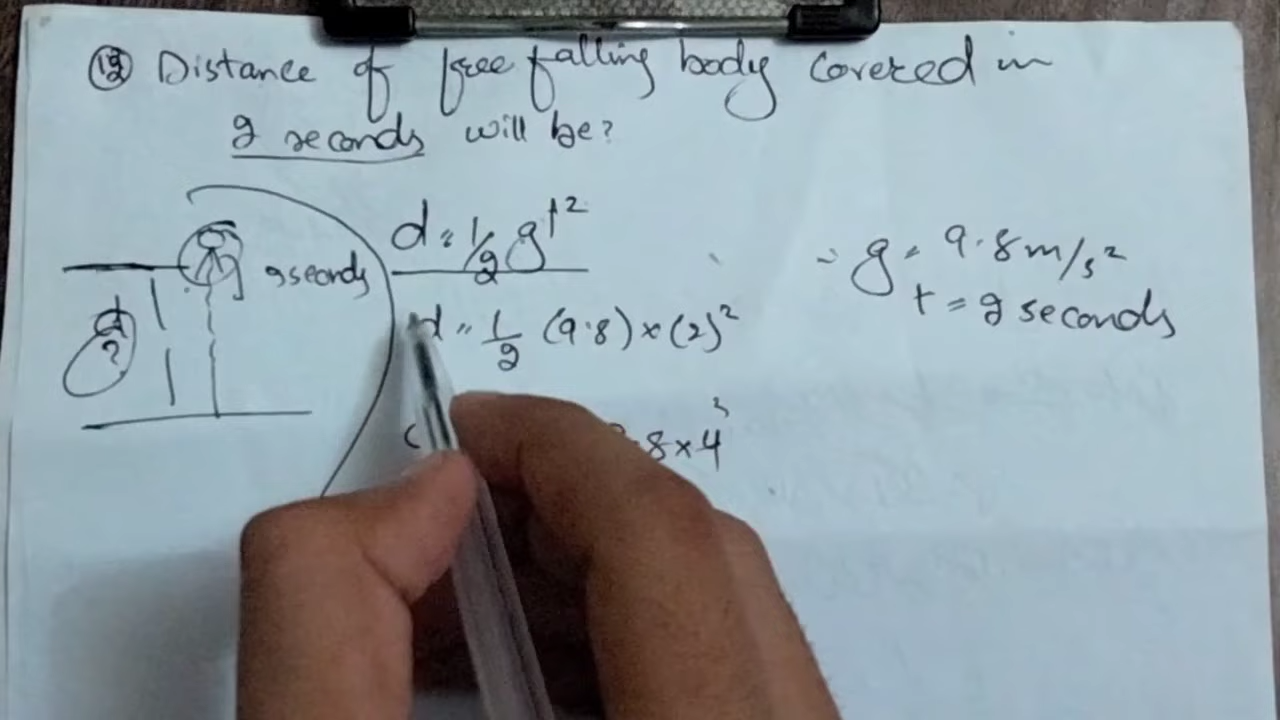 12 Distance of free falling body covered in
2 seconds will be?
d = 1/2 gt²
2 seconds
∵ g = 9.8 m/s²
t = 2 seconds
d ?
d = 1/2 (9.8) × (2)²
8×4